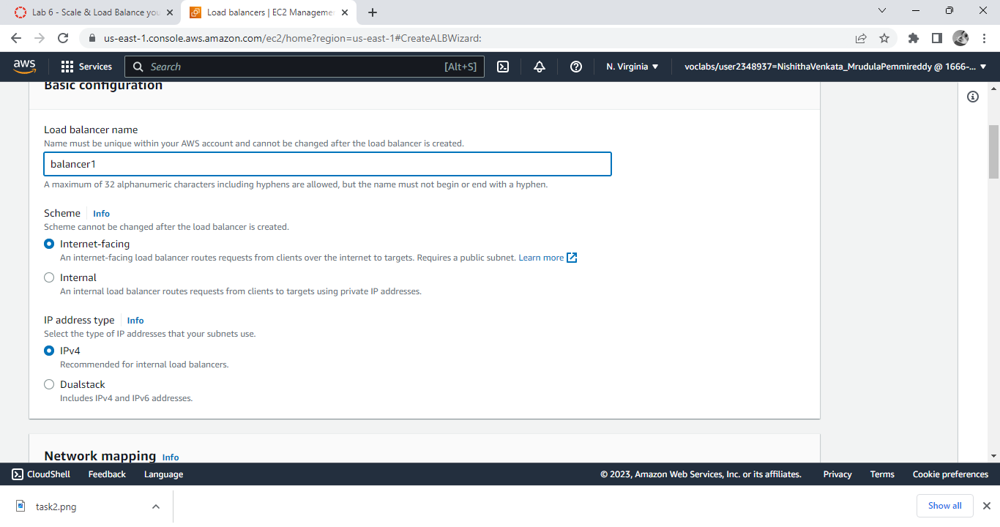 Lab 6 - Scale & Load Balance you
Load balancers | EC2 Managemen
us-east-1.console.aws.amazon.com/ec2/home?region=us-east-1#CreateALBWizard:
aws
Services
Search
[Alt+S]
N. Virginia
voclabs/user2348937=NishithaVenkata_MrudulaPemmireddy @ 1666-...
Basic configuration
Load balancer name
Name must be unique within your AWS account and cannot be changed after the load balancer is created.
balancer1
A maximum of 32 alphanumeric characters including hyphens are allowed, but the name must not begin or end with a hyphen.
Scheme Info
Scheme cannot be changed after the load balancer is created.
Internet-facing
An internet-facing load balancer routes requests from clients over the internet to targets. Requires a public subnet. Learn more
Internal
An internal load balancer routes requests from clients to targets using private IP addresses.
IP address type Info
Select the type of IP addresses that your subnets use.
IPv4
Recommended for internal load balancers.
Dualstack
Includes IPv4 and IPv6 addresses.
Network mapping Info
CloudShell
Feedback
Language
© 2023, Amazon Web Services, Inc. or its affiliates.
Privacy
Terms
Cookie preferences
task2.png
Show all